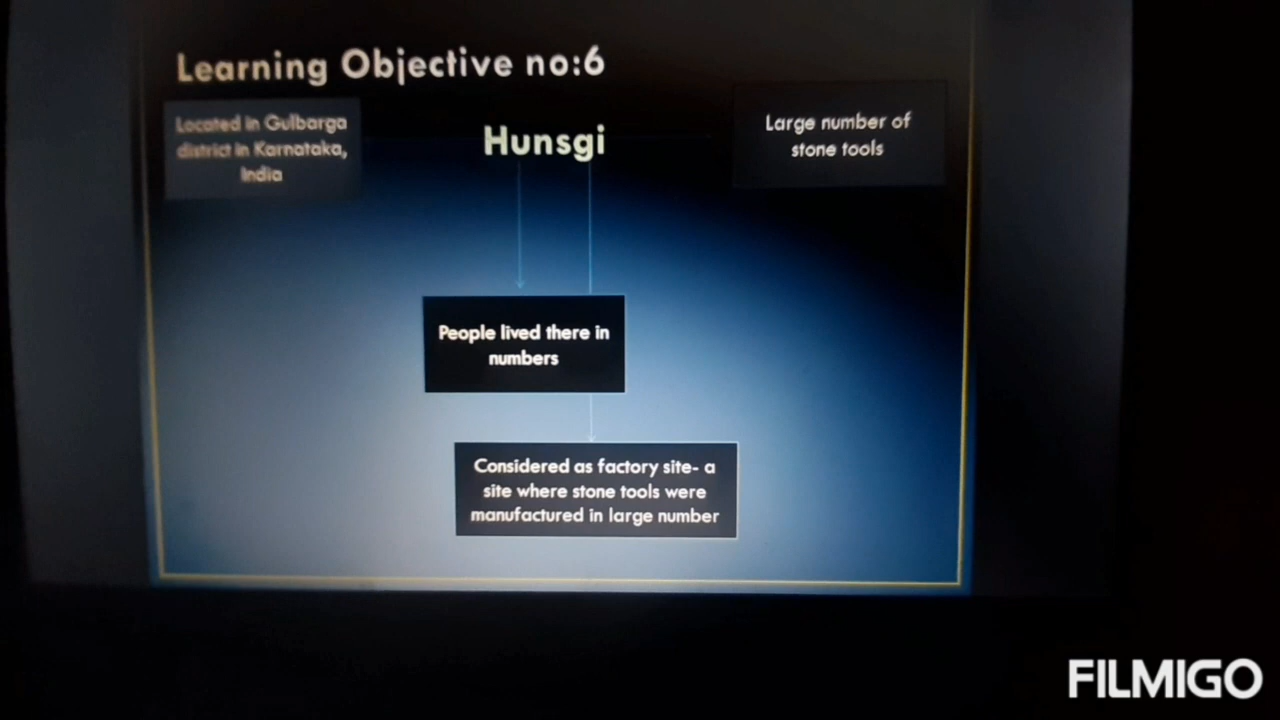 Learning Objective no:6
Located in Gulbarga
district in Karnataka,
India
Hunsgi
Large number of
stone tools
People lived there in
numbers
Considered as factory site- a
site where stone tools were
manufactured in large number
FILMIGO